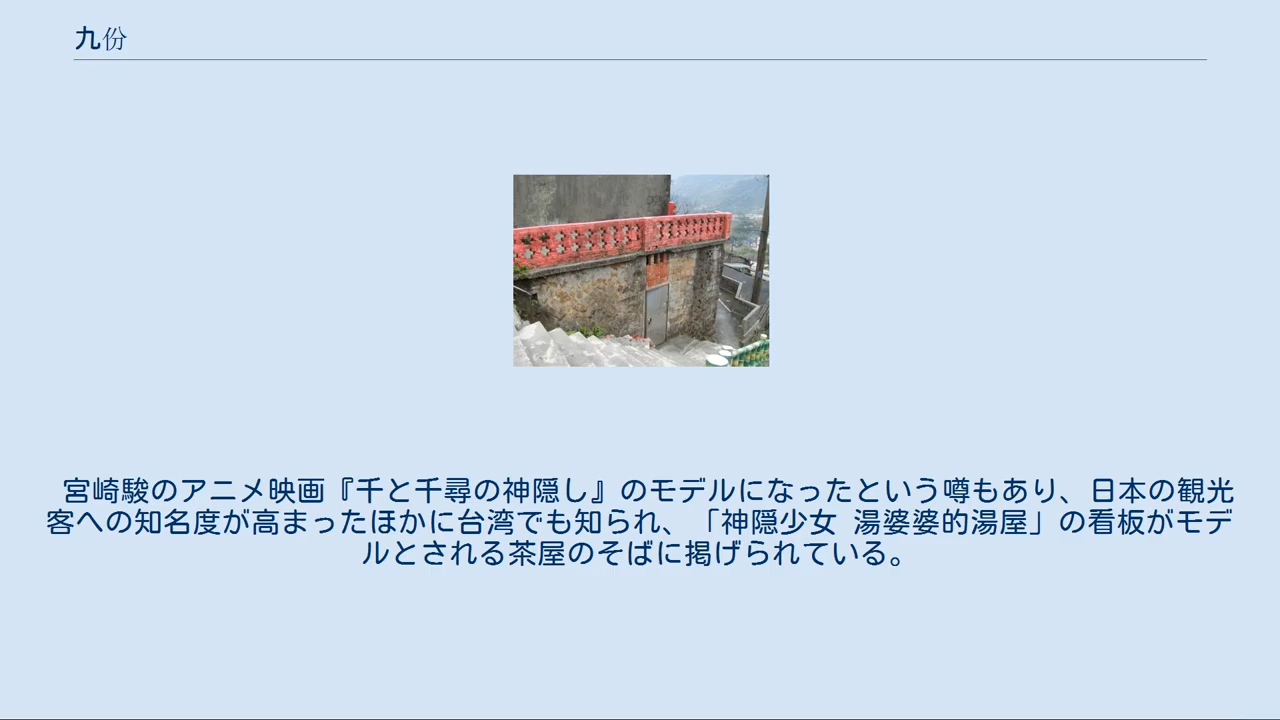 九份
宮崎駿のアニメ映画『千と千尋の神隠し』のモデルになったという噂もあり、日本の観光
客への知名度が高まったほかに台湾でも知られ、「神隠少女 湯婆婆的湯屋」の看板がモデ
ルとされる茶屋のそばに掲げられている。